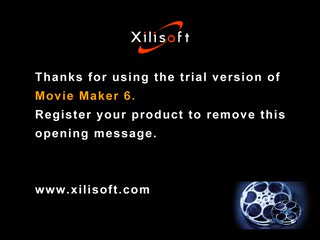 Xilisoft
Thanks for using the trial version of
Movie Maker 6.
Register your product to remove this
opening message.
www.xilisoft.com